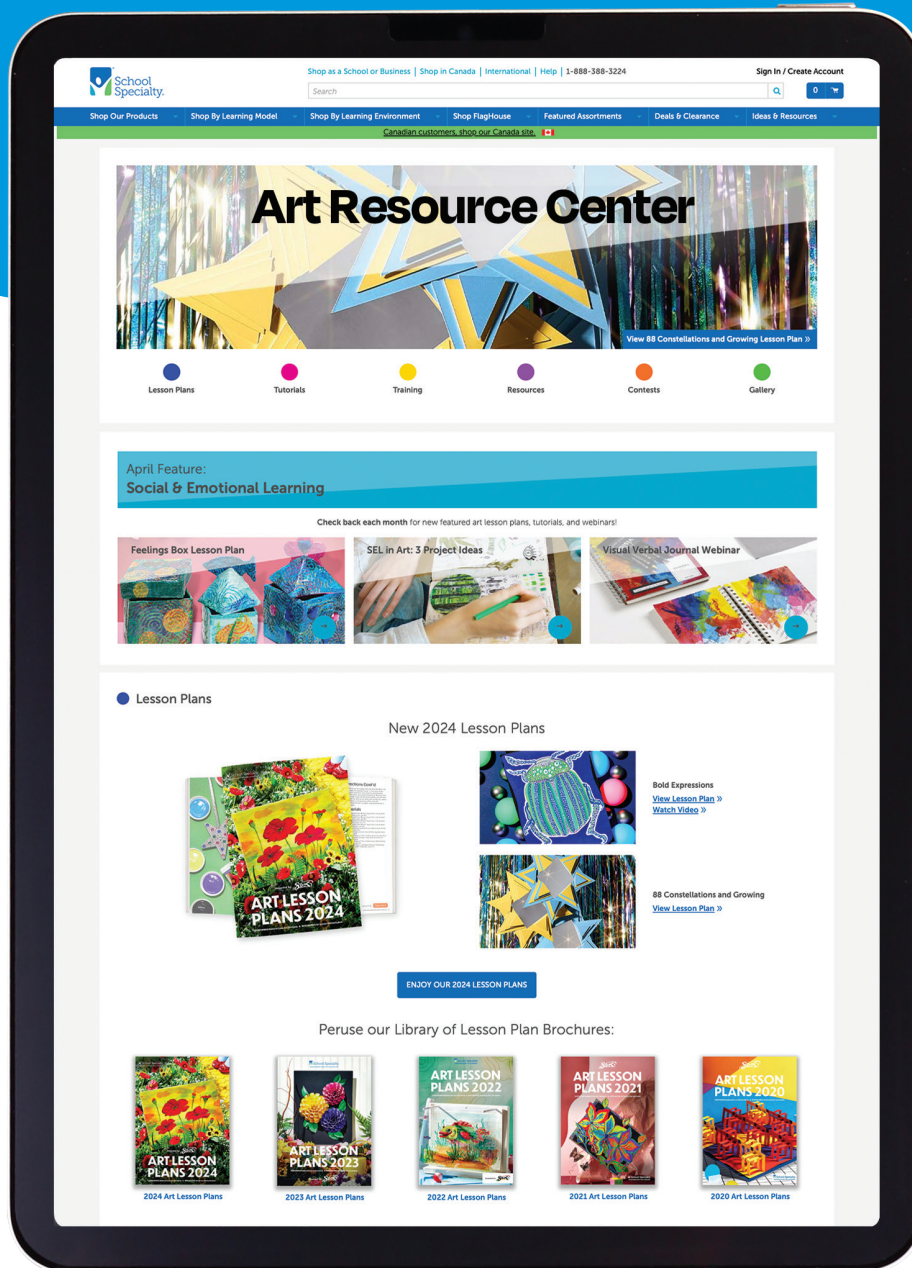 School
Specialty.
Shop as a School or Business | Shop in Canada | International | Help | 1-888-388-3224
Sign In / Create Account
Search
0
Shop Our Products
Shop By Learning Model
Shop By Learning Environment
Shop FlagHouse
Featured Assortments
Deals & Clearance
Ideas & Resources
Canadian customers, shop our Canada site.
Art Resource Center
View 88 Constellations and Growing Lesson Plan »
Lesson Plans
Tutorials
Training
Resources
Contests
Gallery
April Feature:
Social & Emotional Learning
Check back each month for new featured art lesson plans, tutorials, and webinars!
Feelings Box Lesson Plan
SEL in Art: 3 Project Ideas
Visual Verbal Journal Webinar
Lesson Plans
New 2024 Lesson Plans
ART LESSON
PLANS 2024
Bold Expressions
View Lesson Plan »
Watch Video »
88 Constellations and Growing
View Lesson Plan »
ENJOY OUR 2024 LESSON PLANS
Peruse our Library of Lesson Plan Brochures:
ART LESSON
PLANS 2024
2024 Art Lesson Plans
School Specialty
ART LESSON
PLANS 2023
2023 Art Lesson Plans
ART LESSON
PLANS 2022
2022 Art Lesson Plans
ART LESSON
PLANS 2021
2021 Art Lesson Plans
ART LESSON
PLANS 2020
2020 Art Lesson Plans